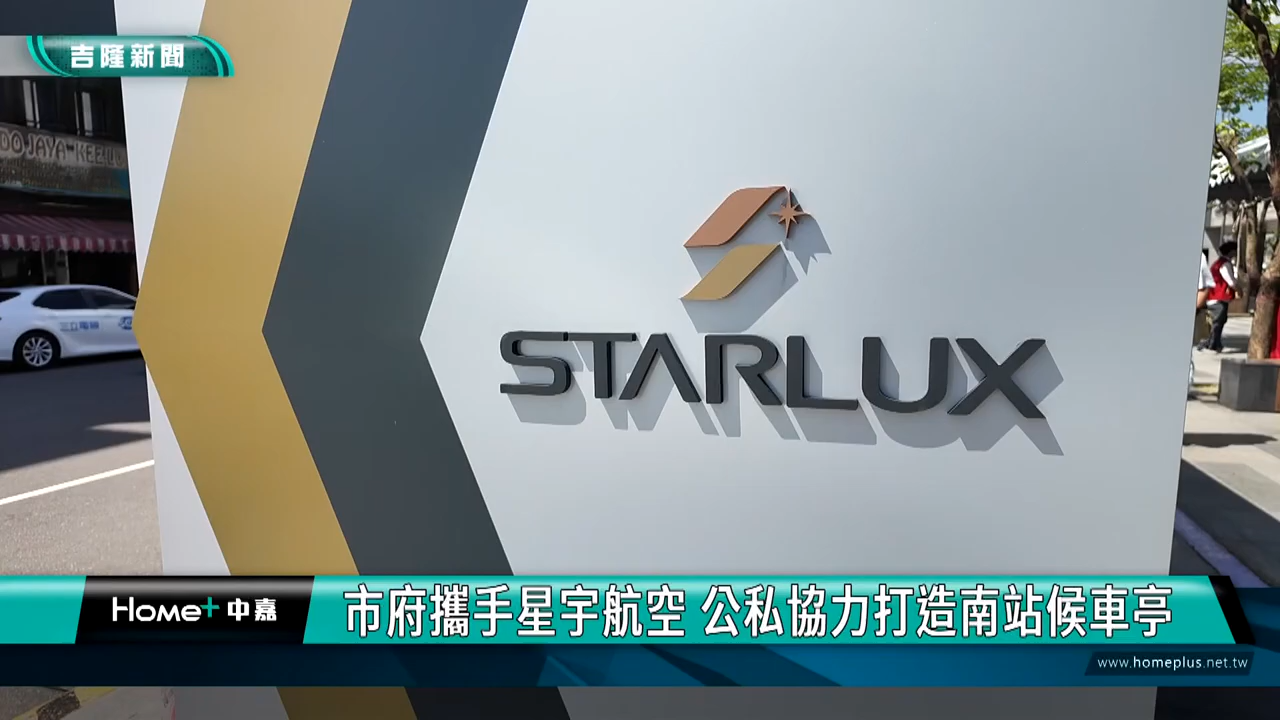 吉隆新聞
DO JAYA-KEE
STARLUX
Home+ 中嘉
市府攜手星宇航空 公私協力打造南站候車亭
www.homeplus.net.tw